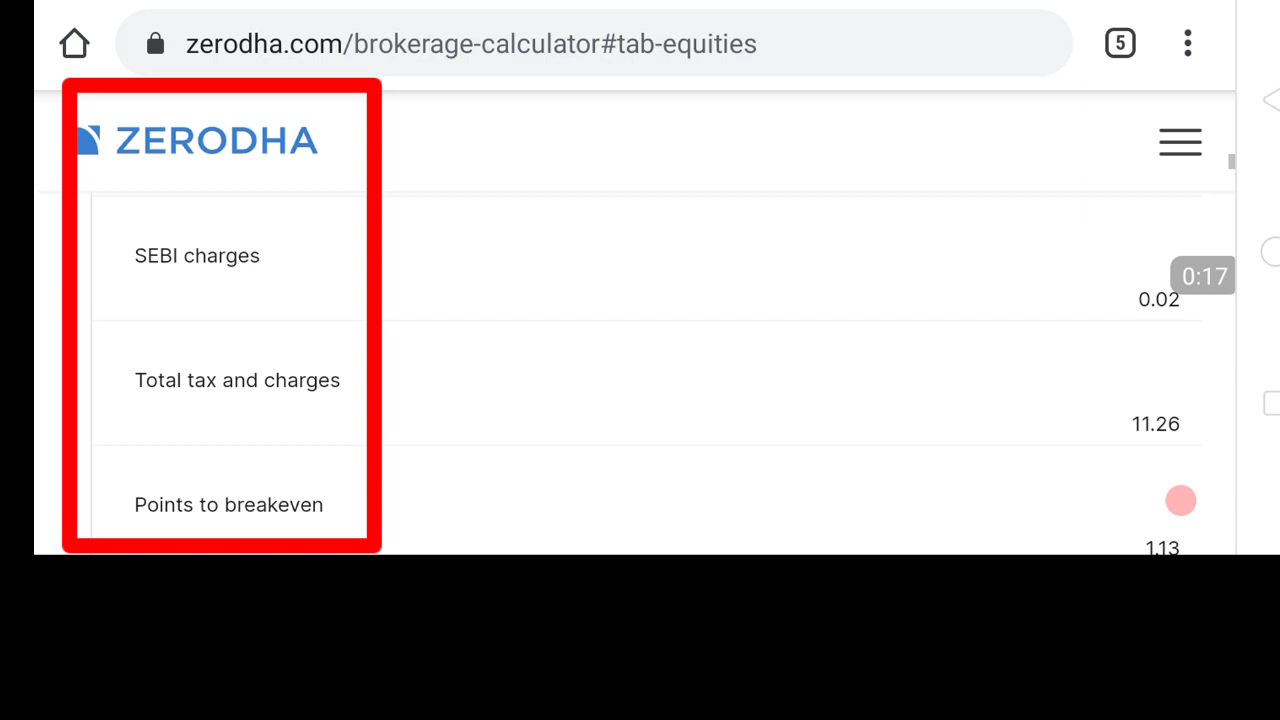 zerodha.com/brokerage-calculator#tab-equities
5
ZERODHA
SEBI charges
0:17
0.02
Total tax and charges
11.26
Points to breakeven
1.13